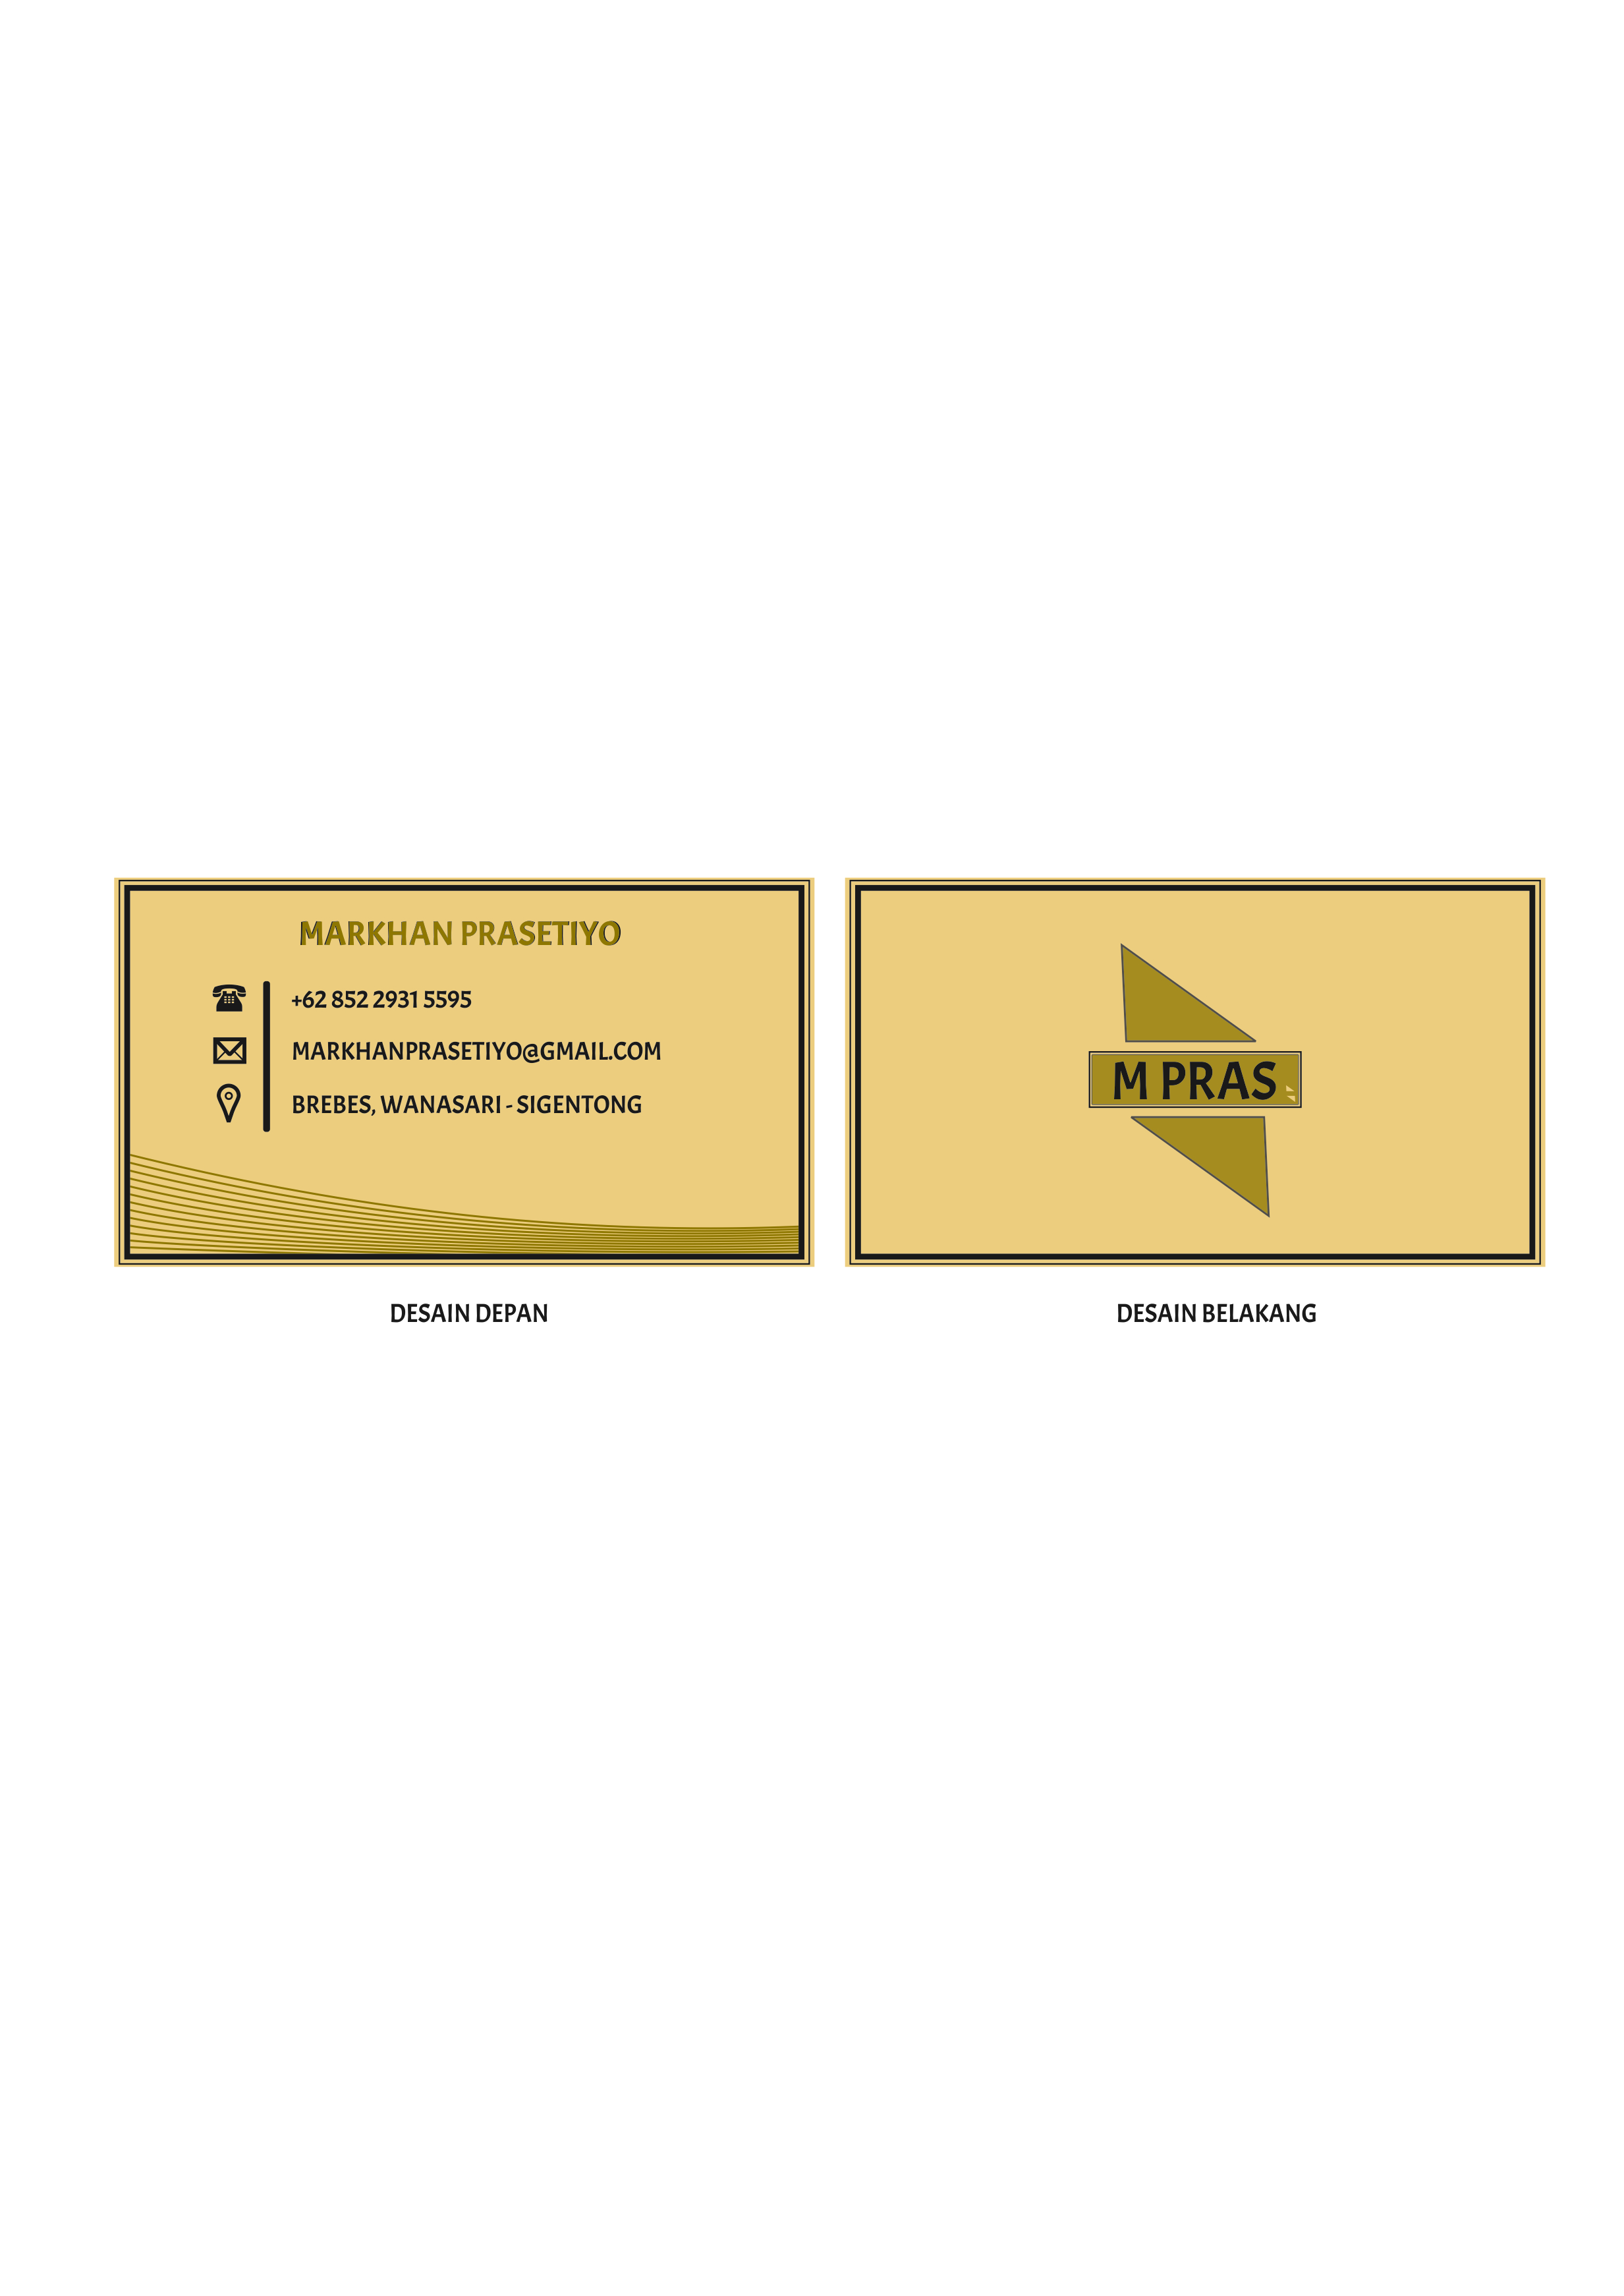 MARKHAN PRASETIYO
+62 852 2931 5595
MARKHANPRASETIYO@GMAIL.COM
BREBES, WANASARI - SIGENTONG
M PRAS
DESAIN DEPAN
DESAIN BELAKANG